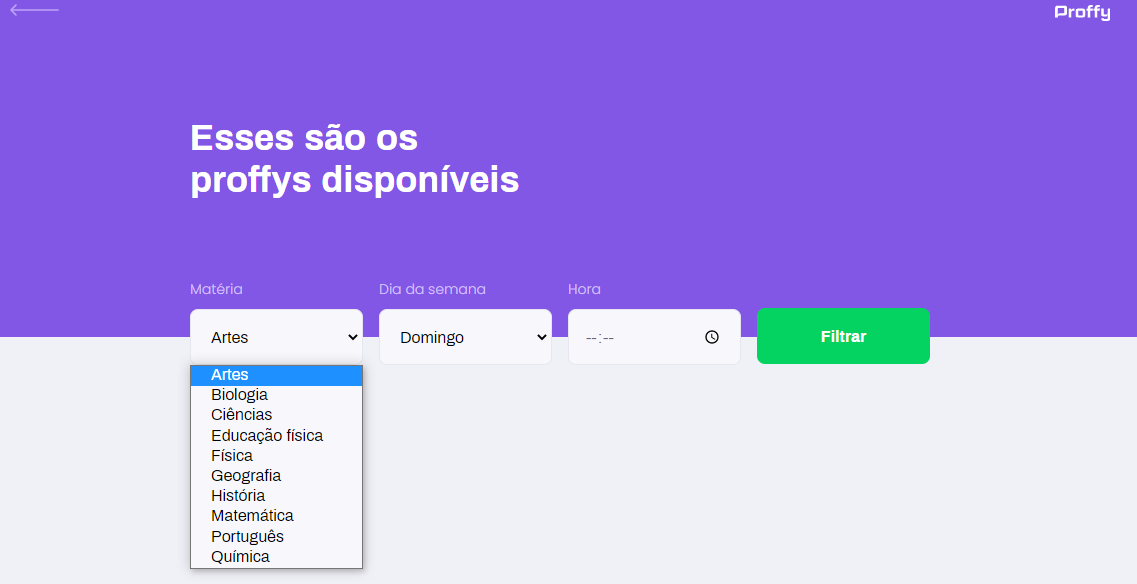 Proffy
Esses são os
proffys disponíveis
Matéria
Dia da semana
Hora
Artes
Domingo
--:--
Filtrar
Artes
Biologia
Ciências
Educação física
Física
Geografia
História
Matemática
Português
Química